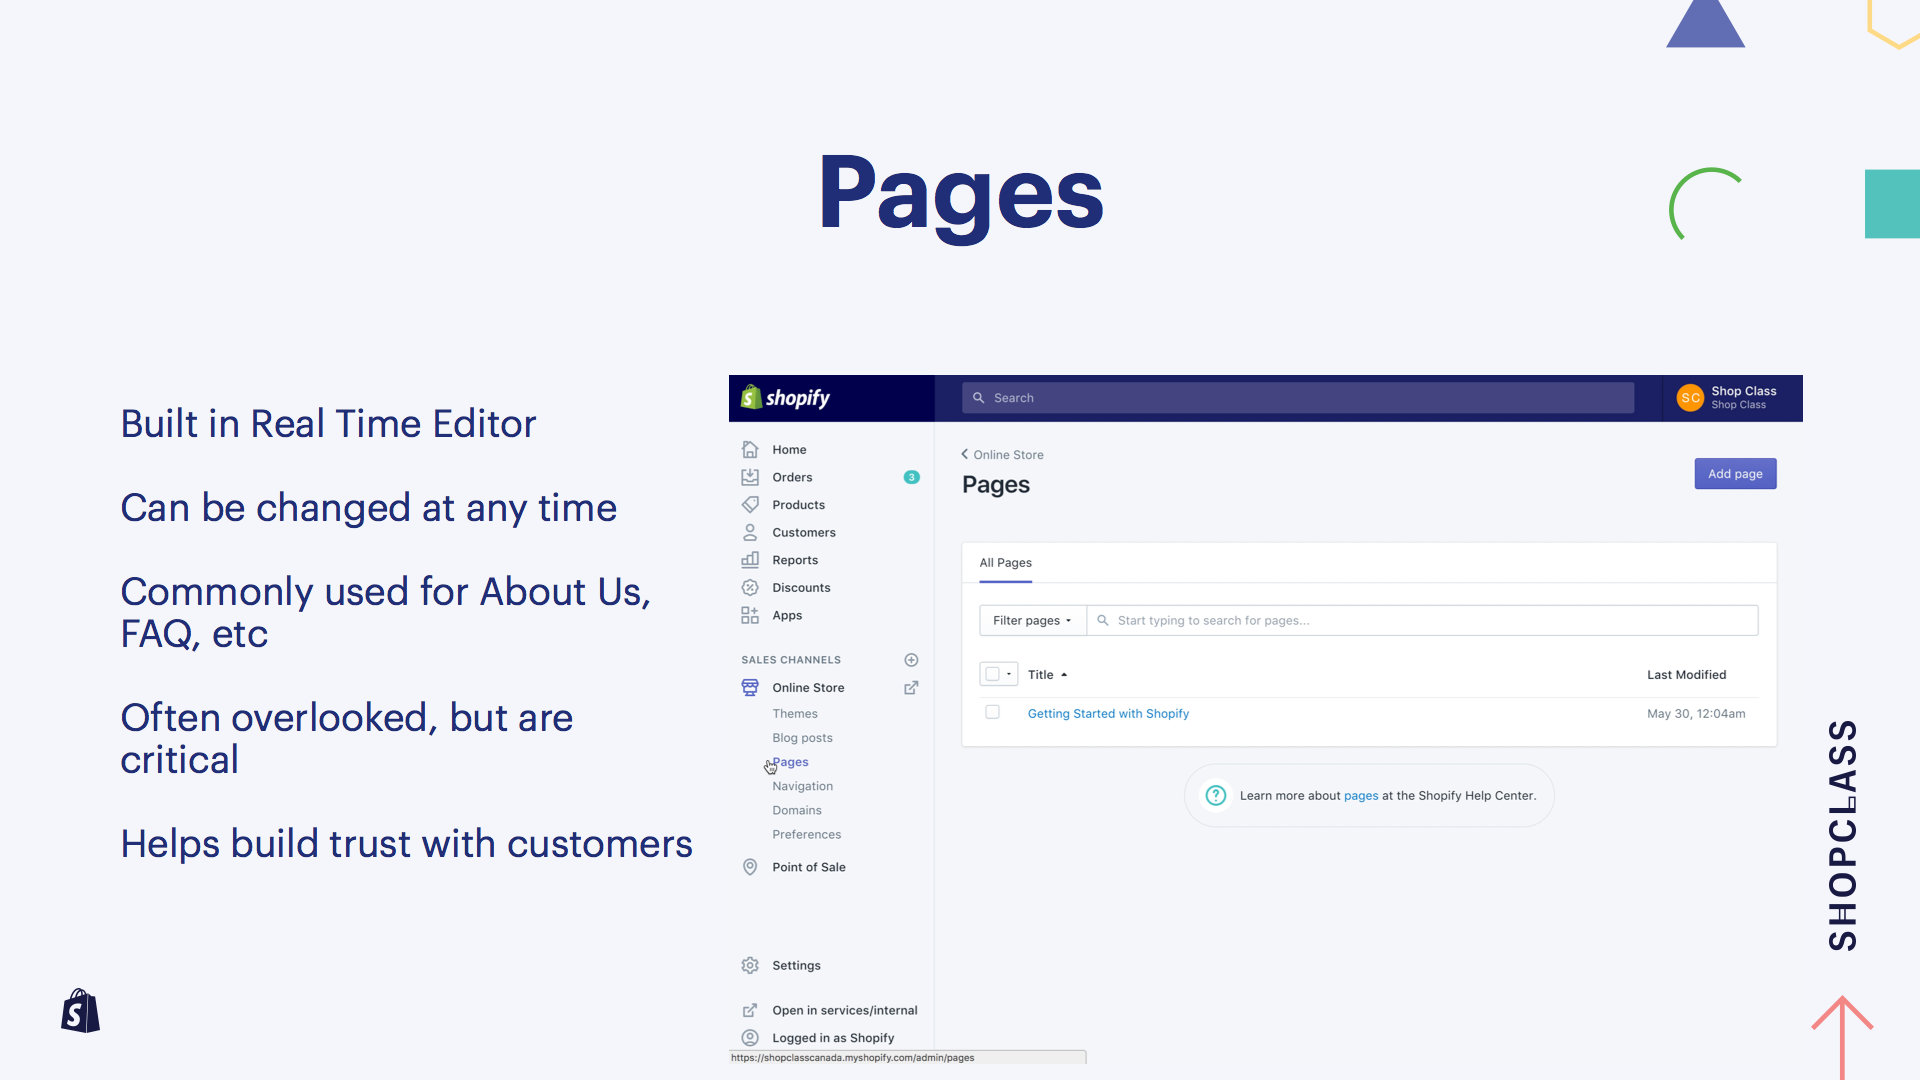 Pages
Built in Real Time Editor
Can be changed at any time
Commonly used for About Us,
FAQ, etc
Often overlooked, but are
critical
Helps build trust with customers
shopify
Search
SC
Shop Class
Shop Class
Home
Orders
3
Products
Customers
Reports
Discounts
Apps
SALES CHANNELS
Online Store
Themes
Blog posts
Pages
Navigation
Domains
Preferences
Point of Sale
Settings
Open in services/internal
Logged in as Shopify
https://shopclasscanada.myshopify.com/admin/pages
Online Store
Pages
Add page
All Pages
Filter pages
Start typing to search for pages...
Title
Last Modified
Getting Started with Shopify
May 30, 12:04am
Learn more about pages at the Shopify Help Center.
SHOPCLASS